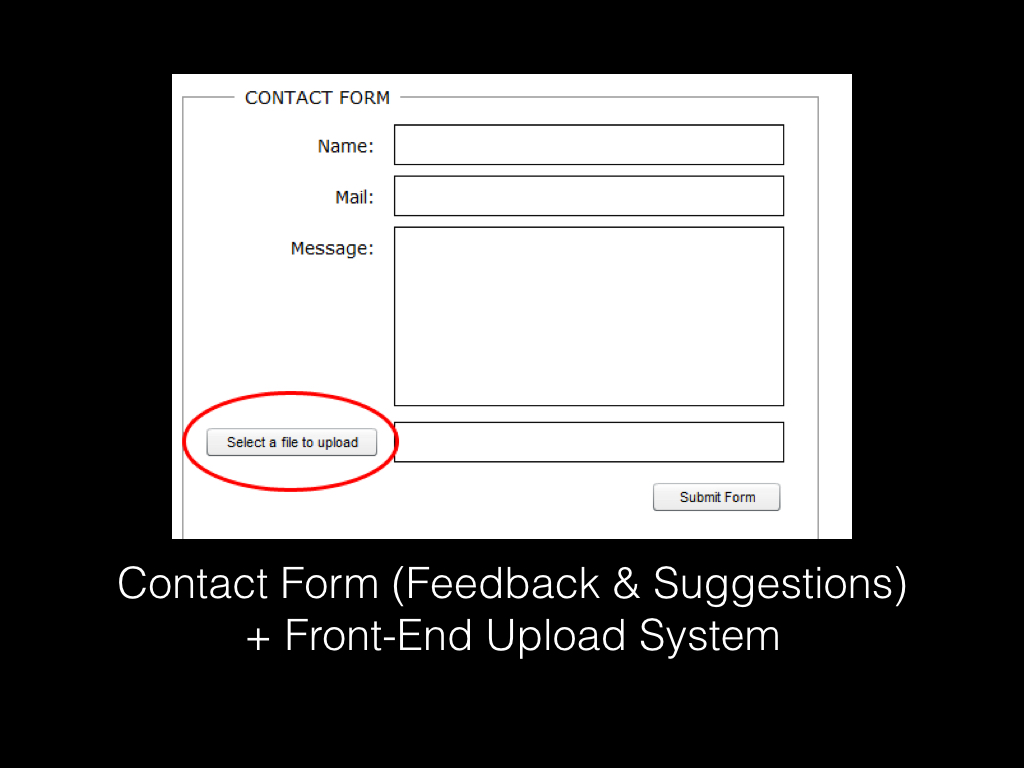 CONTACT FORM
Name:
Mail:
Message:
Select a file to upload
Submit Form
Contact Form (Feedback & Suggestions)
+ Front-End Upload System